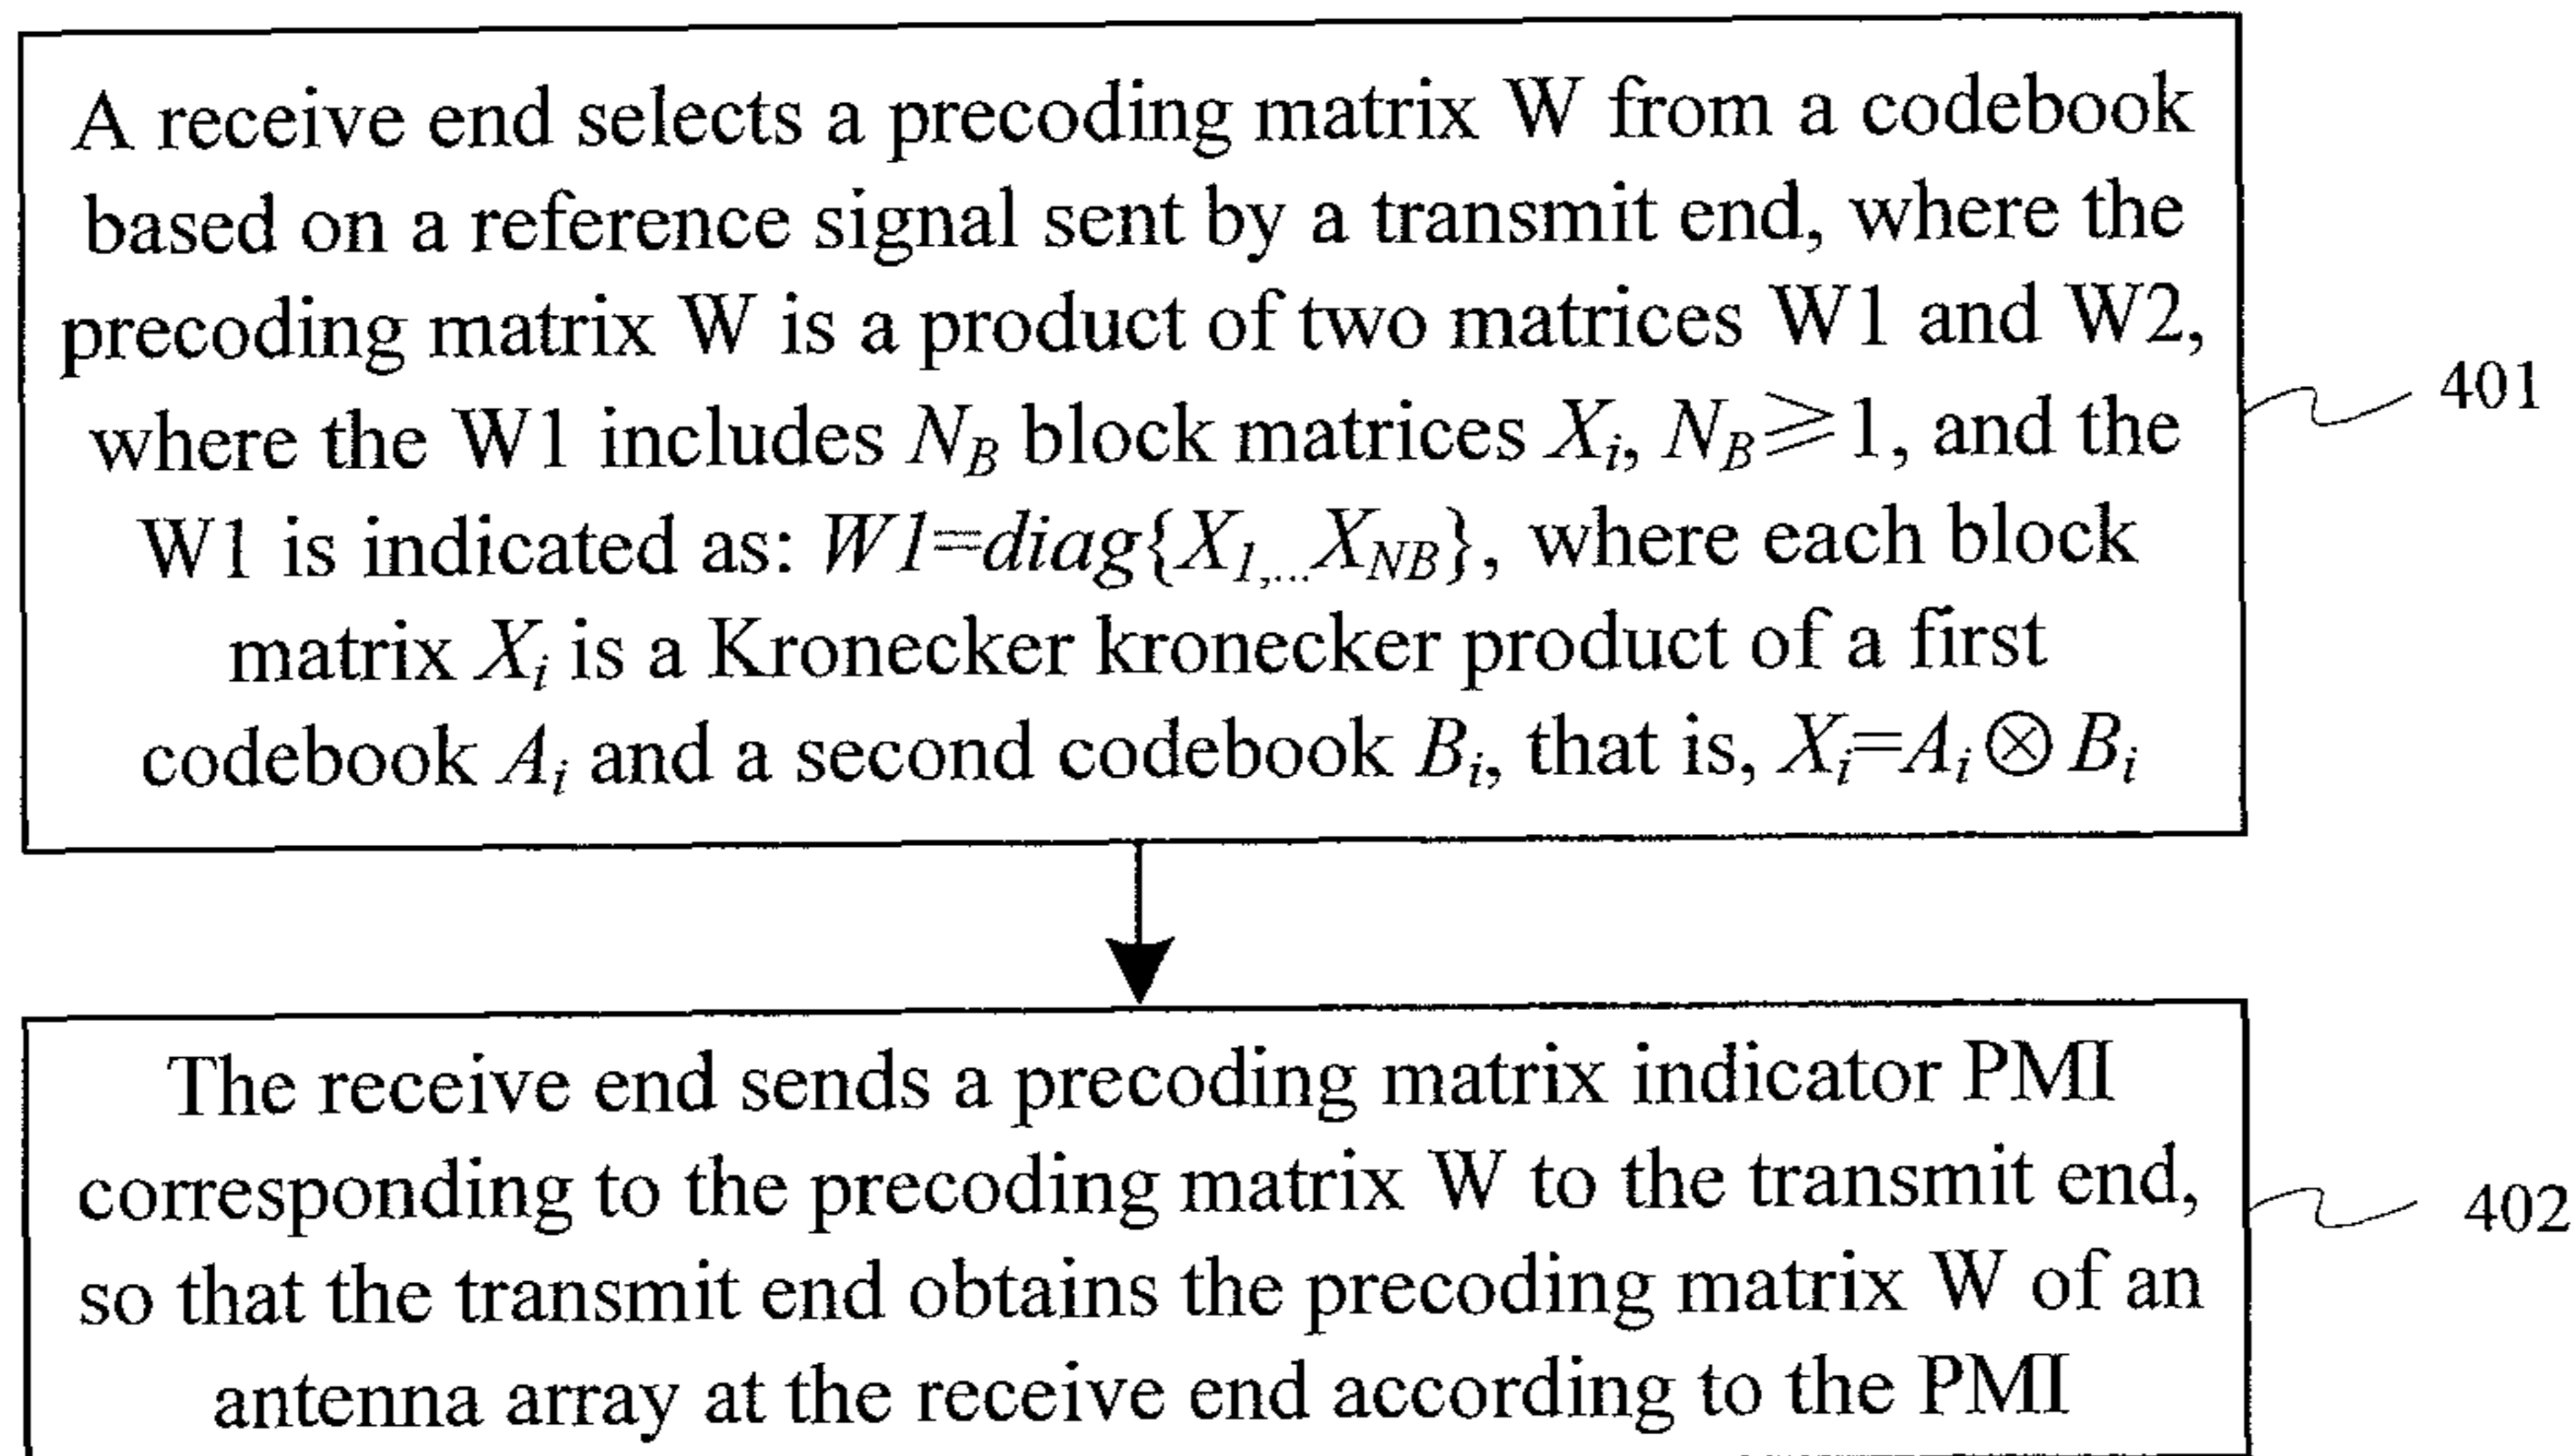 A receive end selects a precoding matrix W from a codebook
based on a reference signal sent by a transmit end, where the
precoding matrix W is a product of two matrices W1 and W2,
where the W1 includes N_B block matrices X_i, N_B⩾1, and the
W1 is indicated as: W1=diag{X_1,...X_NB}, where each block
matrix X_i is a Kronecker kronecker product of a first
codebook A_i and a second codebook B_i, that is, X_i=A_i⊗B_i
401
The receive end sends a precoding matrix indicator PMI
corresponding to the precoding matrix W to the transmit end,
so that the transmit end obtains the precoding matrix W of an
antenna array at the receive end according to the PMI
402